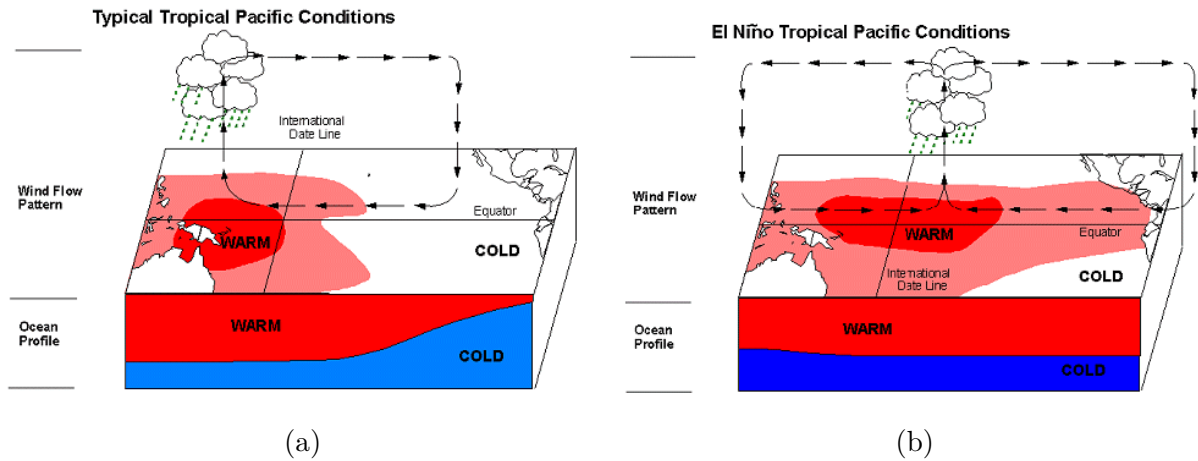 Typical Tropical Pacific Conditions
International
Date Line
Wind Flow
Pattern
Equator
WARM
COLD
Ocean
Profile
WARM
COLD
(a)
El Niño Tropical Pacific Conditions
Wind Flow
Pattern
WARM
Equator
International
Date Line
COLD
Ocean
Profile
WARM
COLD
(b)